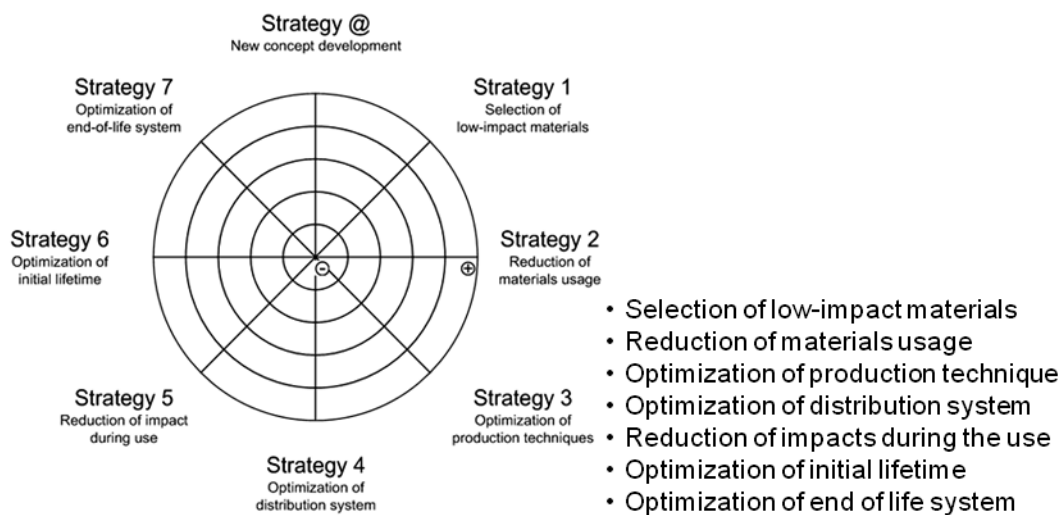 Strategy @
New concept development
Strategy 7
Optimization of
end-of-life system
Strategy 1
Selection of
low-impact materials
Strategy 6
Optimization of
initial lifetime
Strategy 2
Reduction of
materials usage
-
+
Strategy 5
Reduction of impact
during use
Strategy 3
Optimization of
production techniques
Strategy 4
Optimization of
distribution system
• Selection of low-impact materials
• Reduction of materials usage
• Optimization of production technique
• Optimization of distribution system
• Reduction of impacts during the use
• Optimization of initial lifetime
• Optimization of end of life system